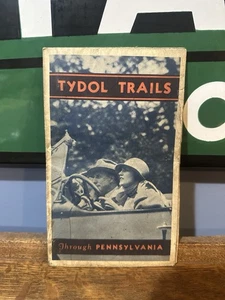 TYDOL TRAILS
Through PENNSYLVANIA